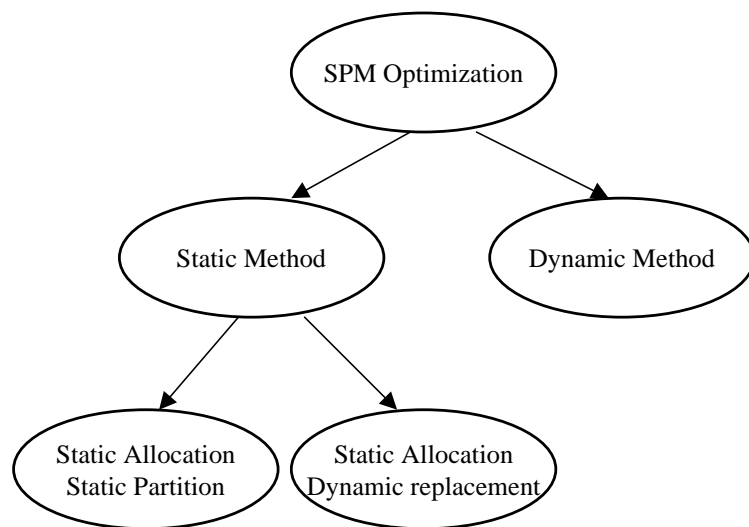 SPM Optimization
Static Method
Dynamic Method
Static Allocation
Static Partition
Static Allocation
Dynamic replacement